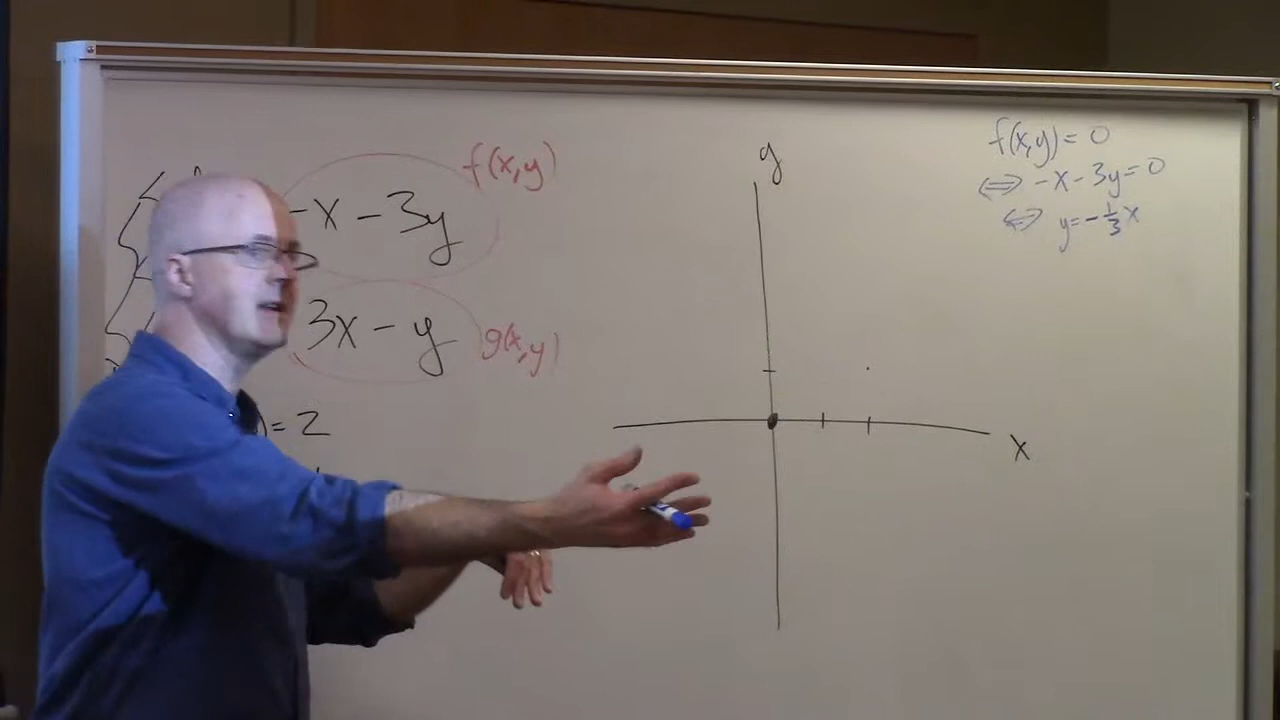 -x - 3y f(x,y)
3x - y g(x,y)
= 2
y
x
f(x,y) = 0
⇔ -x - 3y = 0
⇔ y = -1/3 x